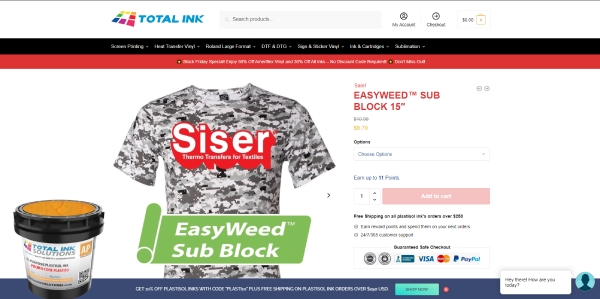 TOTAL INK
Search products..
My Account
Checkout
$0.00
0
Screen Printing
Heat Transfer Vinyl
Roland Large Format
DTF & DTG
Sign & Sticker Vinyl
Ink & Cartridges
Sublimation
Black Friday Special! Enjoy 50% Off Ameriflex Vinyl and 30% Off All Inks – No Discount Code Required! Don't Miss Out!
Sale!
EASYWEED™ SUB
BLOCK 15"
$9.79
Options
Choose Options
Earn up to 11 Points.
1
Add to cart
Free Shipping on all plastisol ink's orders over $250
Earn reward points and spend them on your next orders
24/7/365 customer support
Guaranteed Safe Checkout
VISA
PayPal
Siser
Thermo Transfers for Textiles
EasyWeed™
Sub Block
TOTAL INK
SOLUTIONS
AP
GET 10% OFF PLASTISOL INKS WITH CODE "PLASTI10" PLUS FREE SHIPPING ON PLASTISOL INK ORDERS OVER $250 USD.
SHOP NOW
Hey there! How are you
today?